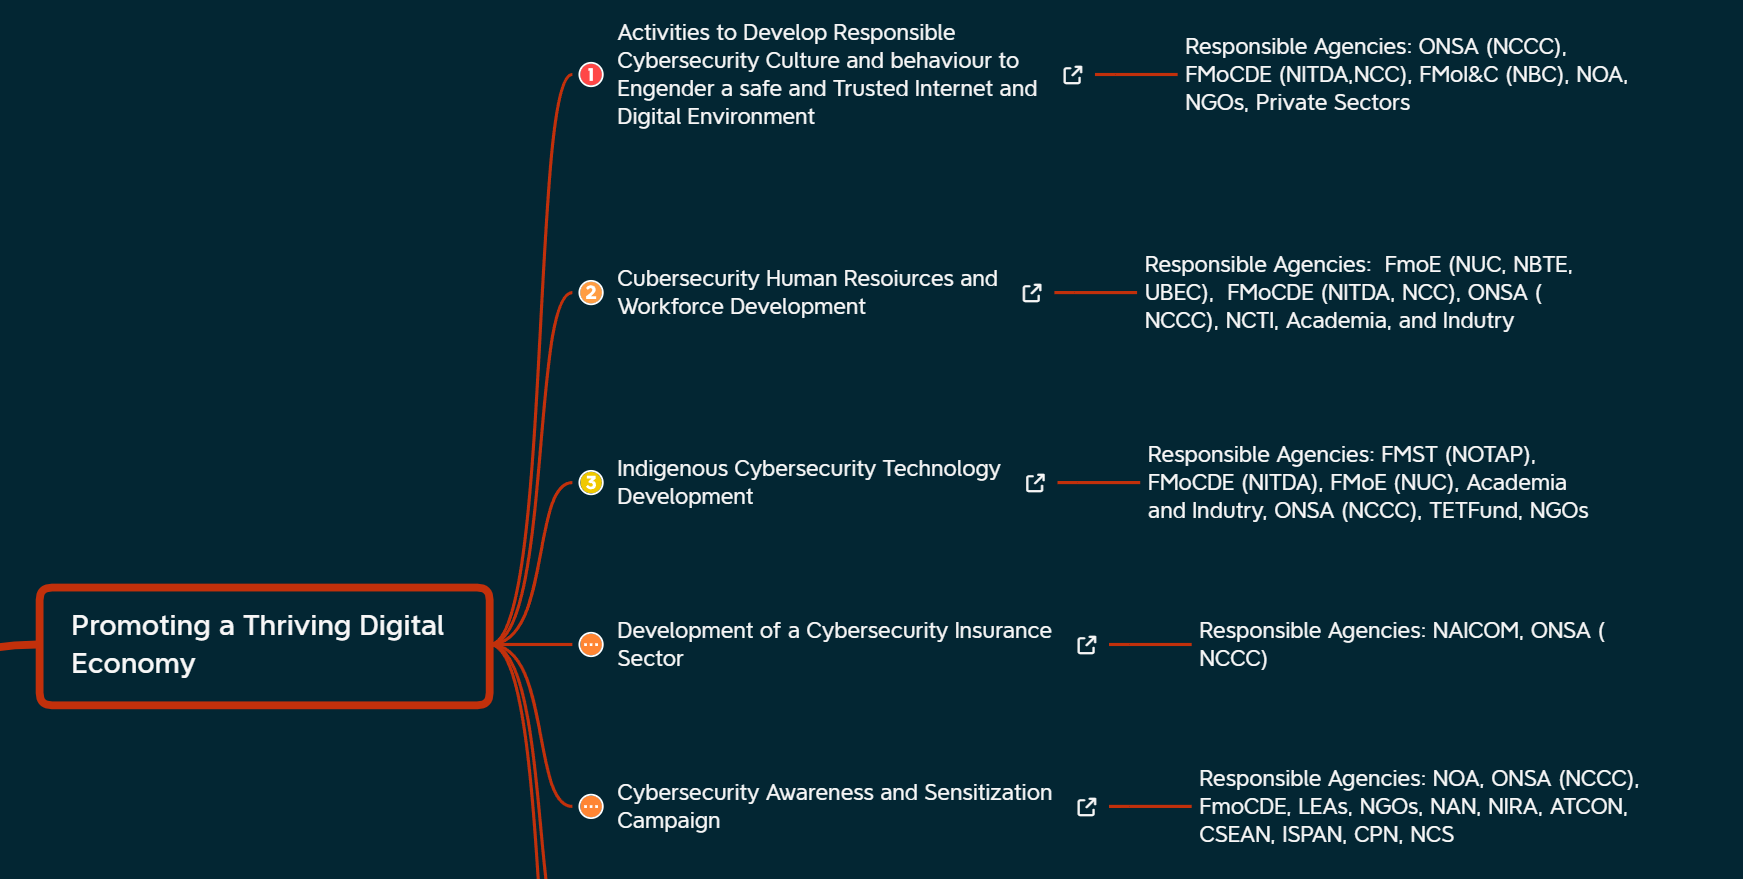 Promoting a Thriving Digital
Economy
1
Activities to Develop Responsible
Cybersecurity Culture and behaviour to
Engender a safe and Trusted Internet and
Digital Environment
Responsible Agencies: ONSA (NCCC),
FMoCDE (NITDA,NCC), FMoI&C (NBC), NOA,
NGOs, Private Sectors
2
Cubersecurity Human Resoiurces and
Workforce Development
Responsible Agencies:  FmoE (NUC, NBTE,
UBEC),  FMoCDE (NITDA, NCC), ONSA (
NCCC), NCTI, Academia, and Indutry
3
Indigenous Cybersecurity Technology
Development
Responsible Agencies: FMST (NOTAP),
FMoCDE (NITDA), FMoE (NUC), Academia
and Indutry, ONSA (NCCC), TETFund, NGOs
Development of a Cybersecurity Insurance
Sector
Responsible Agencies: NAICOM, ONSA (
NCCC)
Cybersecurity Awareness and Sensitization
Campaign
Responsible Agencies: NOA, ONSA (NCCC),
FmoCDE, LEAs, NGOs, NAN, NIRA, ATCON,
CSEAN, ISPAN, CPN, NCS